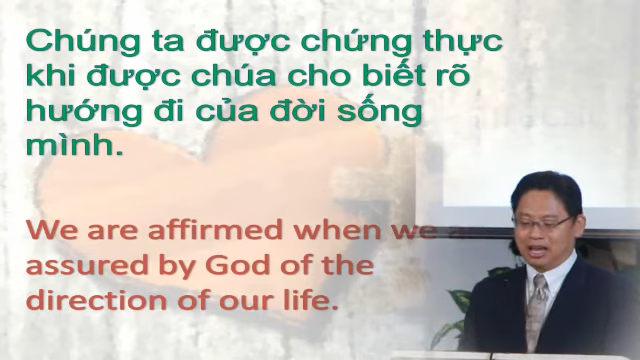 Chúng ta được chứng thực
khi được chúa cho biết rõ
hướng đi của đời sống
mình.
We are affirmed when we
assured by God of the
direction of our life.